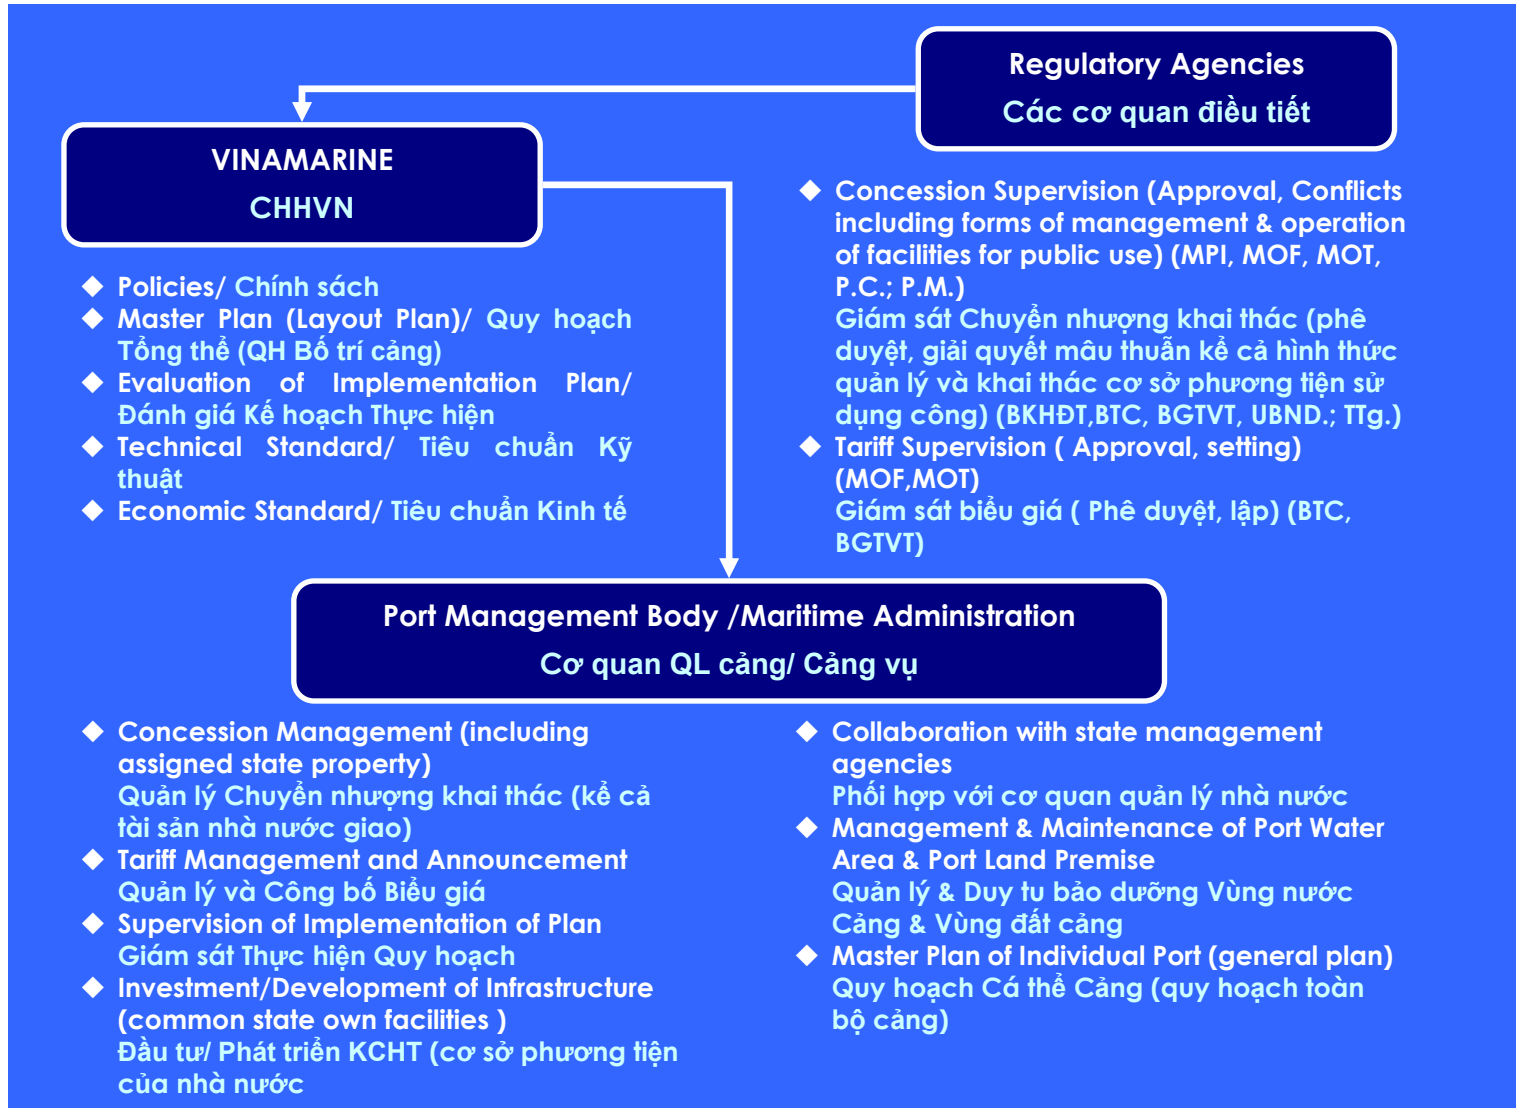 Regulatory Agencies
Các cơ quan điều tiết
VINAMARINE
CHHVN
◆ Policies/ Chính sách
◆ Master Plan (Layout Plan)/ Quy hoạch
Tổng thể (QH Bố trí cảng)
◆ Evaluation of Implementation Plan/
Đánh giá Kế hoạch Thực hiện
◆ Technical Standard/ Tiêu chuẩn Kỹ
thuật
◆ Economic Standard/ Tiêu chuẩn Kinh tế
◆ Concession Supervision (Approval, Conflicts
including forms of management & operation
of facilities for public use) (MPI, MOF, MOT,
P.C.; P.M.)
Giám sát Chuyển nhượng khai thác (phê
duyệt, giải quyết mâu thuẫn kể cả hình thức
quản lý và khai thác cơ sở phương tiện sử
dụng công) (BKHĐT,BTC, BGTVT, UBND.; TTg.)
◆ Tariff Supervision ( Approval, setting)
(MOF,MOT)
Giám sát biểu giá ( Phê duyệt, lập) (BTC,
BGTVT)
Port Management Body /Maritime Administration
Cơ quan QL cảng/ Cảng vụ
◆ Concession Management (including
assigned state property)
Quản lý Chuyển nhượng khai thác (kể cả
tài sản nhà nước giao)
◆ Tariff Management and Announcement
Quản lý và Công bố Biểu giá
◆ Supervision of Implementation of Plan
Giám sát Thực hiện Quy hoạch
◆ Investment/Development of Infrastructure
(common state own facilities )
Đầu tư/ Phát triển KCHT (cơ sở phương tiện
của nhà nước
◆ Collaboration with state management
agencies
Phối hợp với cơ quan quản lý nhà nước
◆ Management & Maintenance of Port Water
Area & Port Land Premise
Quản lý & Duy tu bảo dưỡng Vùng nước
Cảng & Vùng đất cảng
◆ Master Plan of Individual Port (general plan)
Quy hoạch Cá thể Cảng (quy hoạch toàn
bộ cảng)